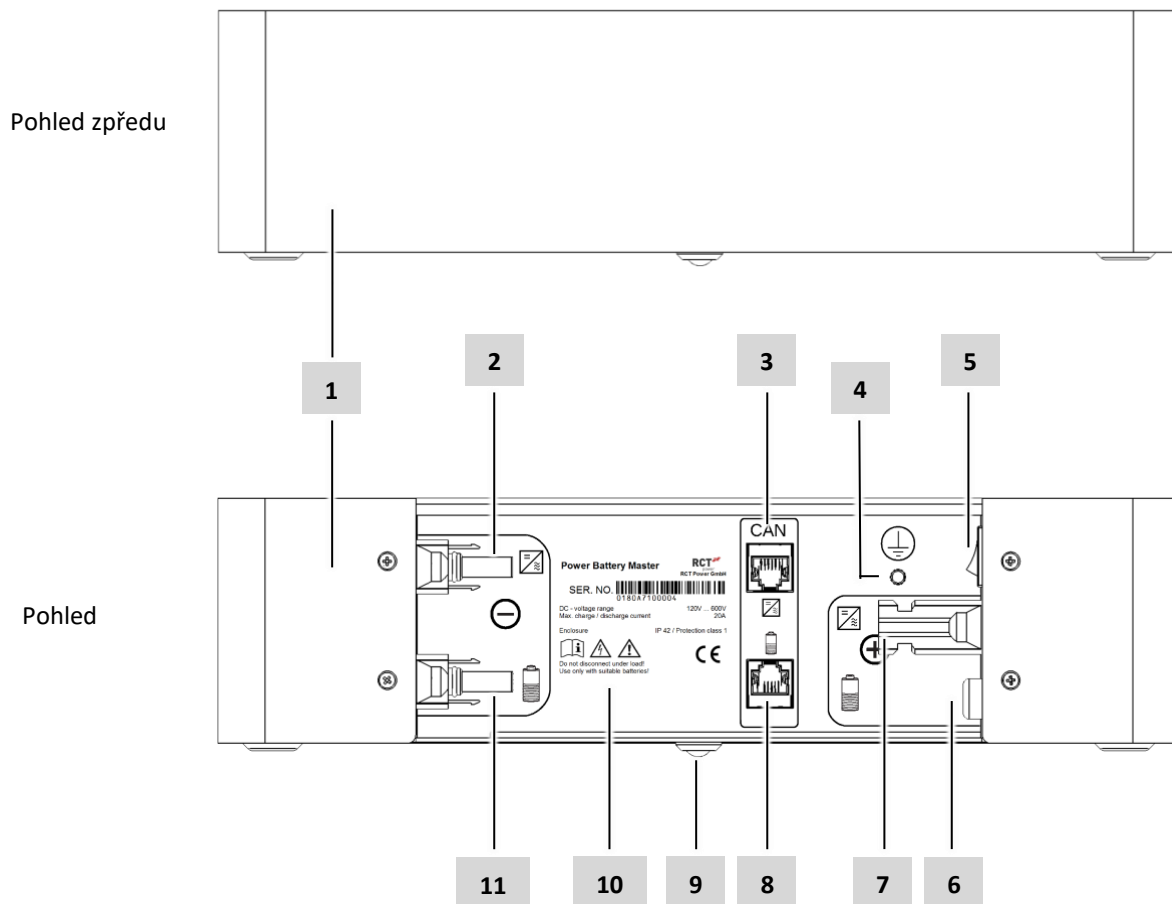 Pohled zpředu
2
3
5
1
4
CAN
Power Battery Master
RCT
power
RCT Power GmbH
SER. NO.
0180A7100004
DC - voltage range 120V ... 600V
Max. charge / discharge current 20A
Pohled
Enclosure IP 42 / Protection class 1
CE
Do not disconnect under load!
Use only with suitable batteries!
11
10
9
8
7
6